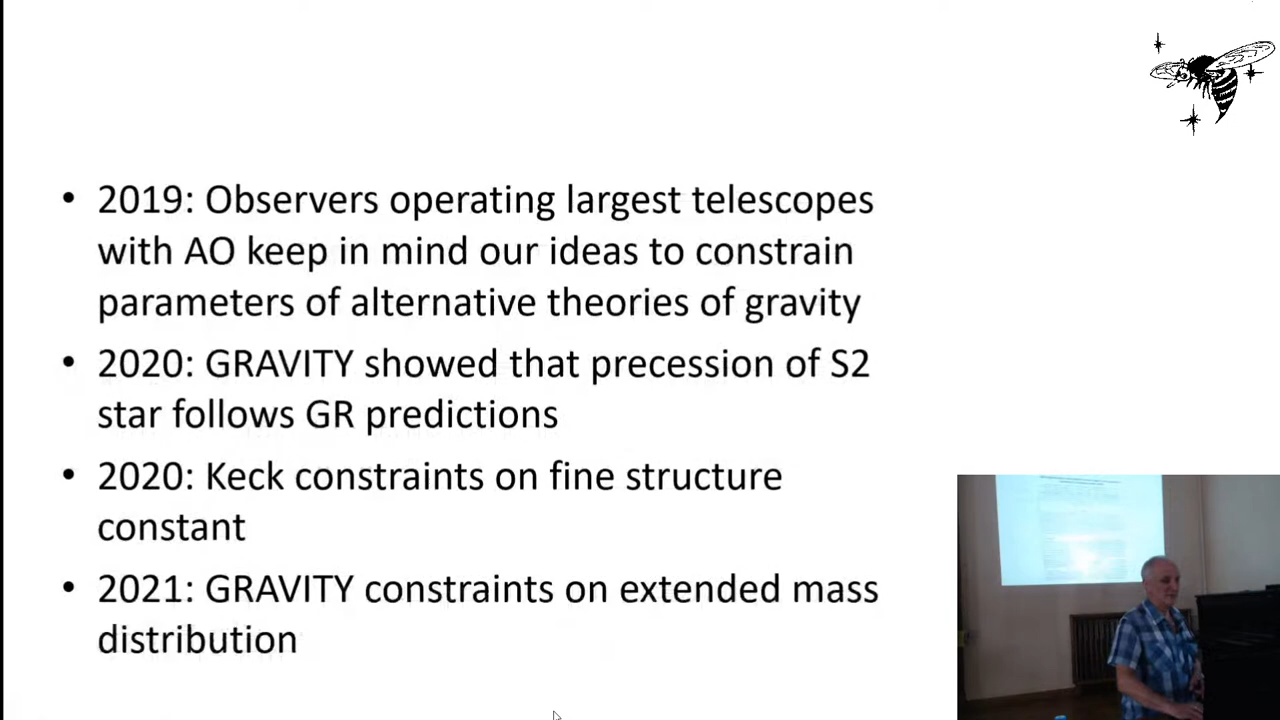 • 2019: Observers operating largest telescopes
with AO keep in mind our ideas to constrain
parameters of alternative theories of gravity
• 2020: GRAVITY showed that precession of S2
star follows GR predictions
• 2020: Keck constraints on fine structure
constant
• 2021: GRAVITY constraints on extended mass
distribution